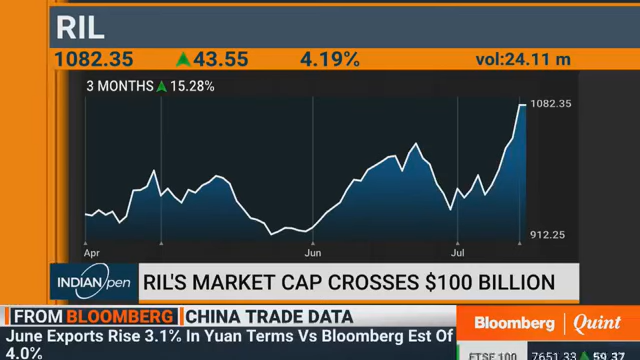 RIL
1082.35 43.55 4.19% vol:24.11 m
3 MONTHS 15.28%
1082.35
912.25
Apr Jun Jul
INDIAN Open
RIL'S MARKET CAP CROSSES $100 BILLION
FROM BLOOMBERG CHINA TRADE DATA
June Exports Rise 3.1% In Yuan Terms Vs Bloomberg Est Of
4.0%
Bloomberg Quint
FTSE 100 7651.33 59.37